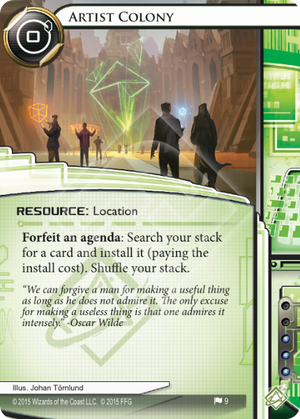 0
ARTIST COLONY
RESOURCE: Location
Forfeit an agenda: Search your stack
for a card and install it (paying the
install cost). Shuffle your stack.
“We can forgive a man for making a useful thing
as long as he does not admire it. The only excuse
for making a useless thing is that one admires it
intensely.” -Oscar Wilde
Illus. Johan Törnlund
© 2015 Wizards of the Coast LLC. © 2015 FFG
9